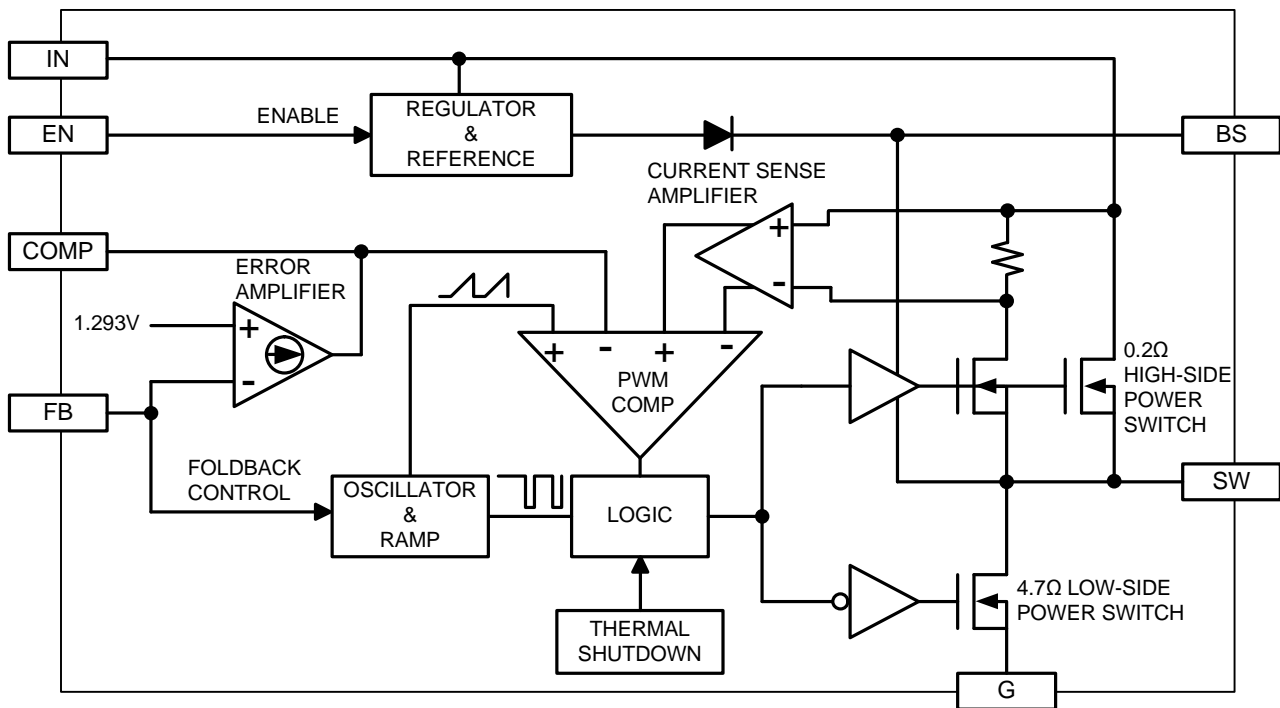 IN
EN
ENABLE
REGULATOR
&
REFERENCE
BS
CURRENT SENSE
AMPLIFIER
+
-
COMP
ERROR
AMPLIFIER
1.293V
+
-
FB
+
-
+
-
PWM
COMP
0.2Ω
HIGH-SIDE
POWER
SWITCH
FOLDBACK
CONTROL
OSCILLATOR
&
RAMP
LOGIC
SW
THERMAL
SHUTDOWN
4.7Ω LOW-SIDE
POWER SWITCH
G